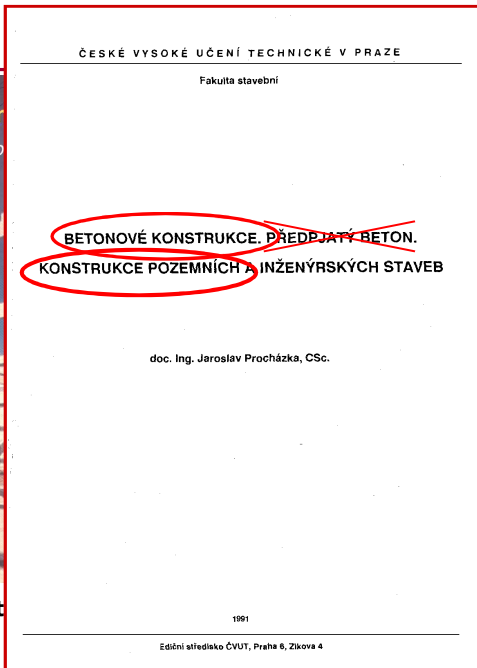 ČESKÉ VYSOKÉ UČENÍ TECHNICKÉ V PRAZE
Fakulta stavební
BETONOVÉ KONSTRUKCE. PŘEDPJATÝ BETON.
KONSTRUKCE POZEMNÍCH A INŽENÝRSKÝCH STAVEB
doc. Ing. Jaroslav Procházka, CSc.
1991
Ediční středisko ČVUT, Praha 6, Zikova 4